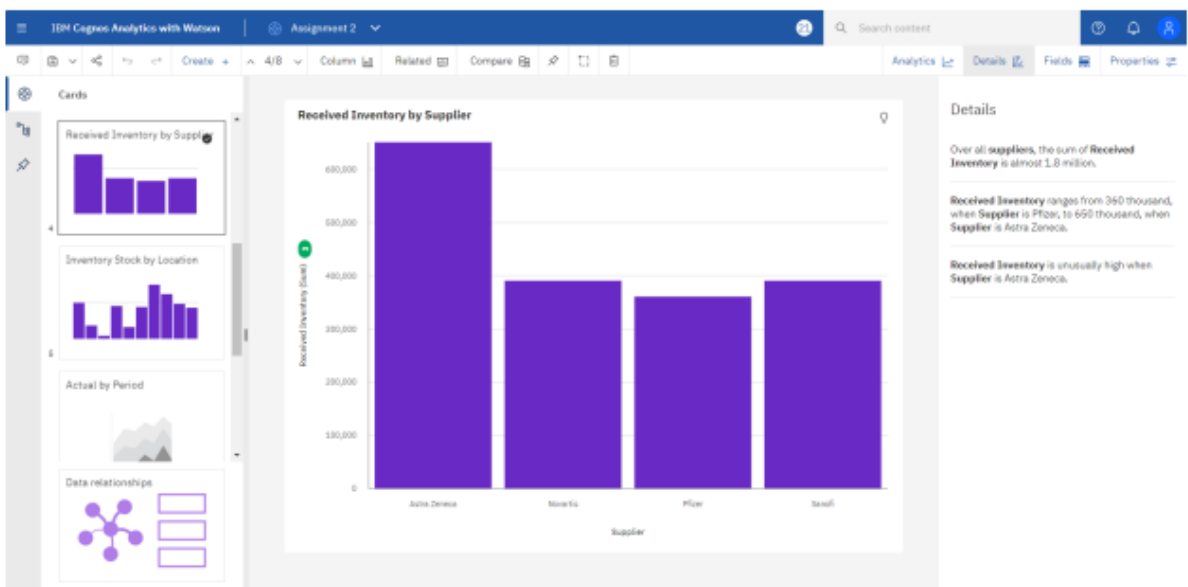 IBM Cognos Analytics with Watson
Assignment 2
21
Search content
Create +
4/8
Column
Related
Compare
Analytics
Details
Fields
Properties
Cards
Received Inventory by Supplier
4
Inventory Stock by Location
5
Actual by Period
Data relationships
Received Inventory by Supplier
600,000
500,000
400,000
300,000
200,000
100,000
0
Received Inventory (Sum)
Astra Zeneca
Novartis
Pfizer
Sanofi
Supplier
Details
Over all suppliers, the sum of Received
Inventory is almost 1.8 million.
Received Inventory ranges from 360 thousand,
when Supplier is Pfizer, to 650 thousand, when
Supplier is Astra Zeneca.
Received Inventory is unusually high when
Supplier is Astra Zeneca.